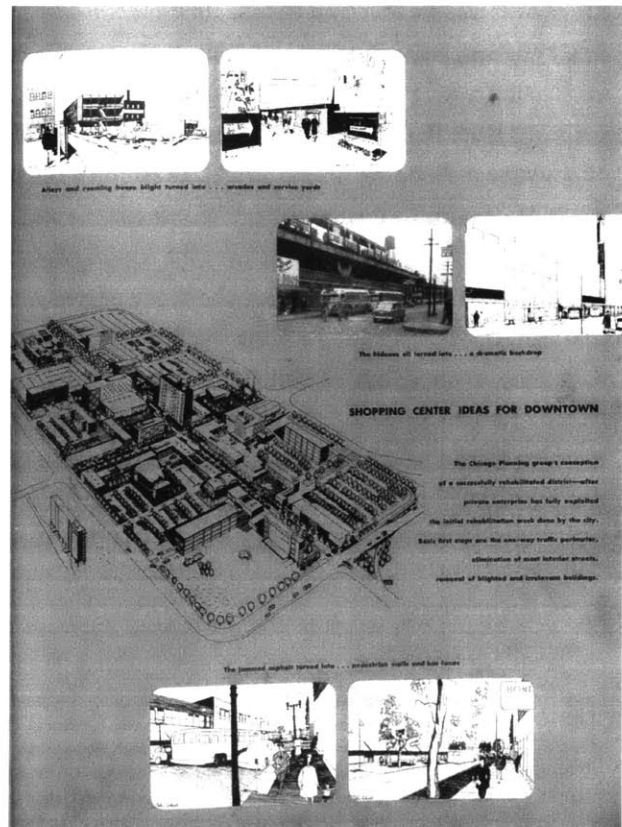 Alleys and rooming house blight turned into . . . arcades and service yards
The hideous ell turned into . . . a dramatic backdrop
SHOPPING CENTER IDEAS FOR DOWNTOWN
The Chicago Planning group's conception
of a successfully rehabilitated district—after
private enterprise has fully exploited
the initial rehabilitation work done by the city.
Basic first steps are the one-way traffic perimeter,
elimination of most interior streets,
removal of blighted and irrelevant buildings.
The jammed asphalt turned into . . . pedestrian malls and bus lanes